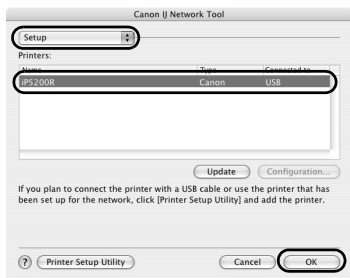 Canon IJ Network Tool
Setup
Printers:
Name Type Connected to
iP5200R Canon USB
Update Configuration...
If you plan to connect the printer with a USB cable or use the printer that has
been set up for the network, click [Printer Setup Utility] and add the printer.
? Printer Setup Utility Cancel OK